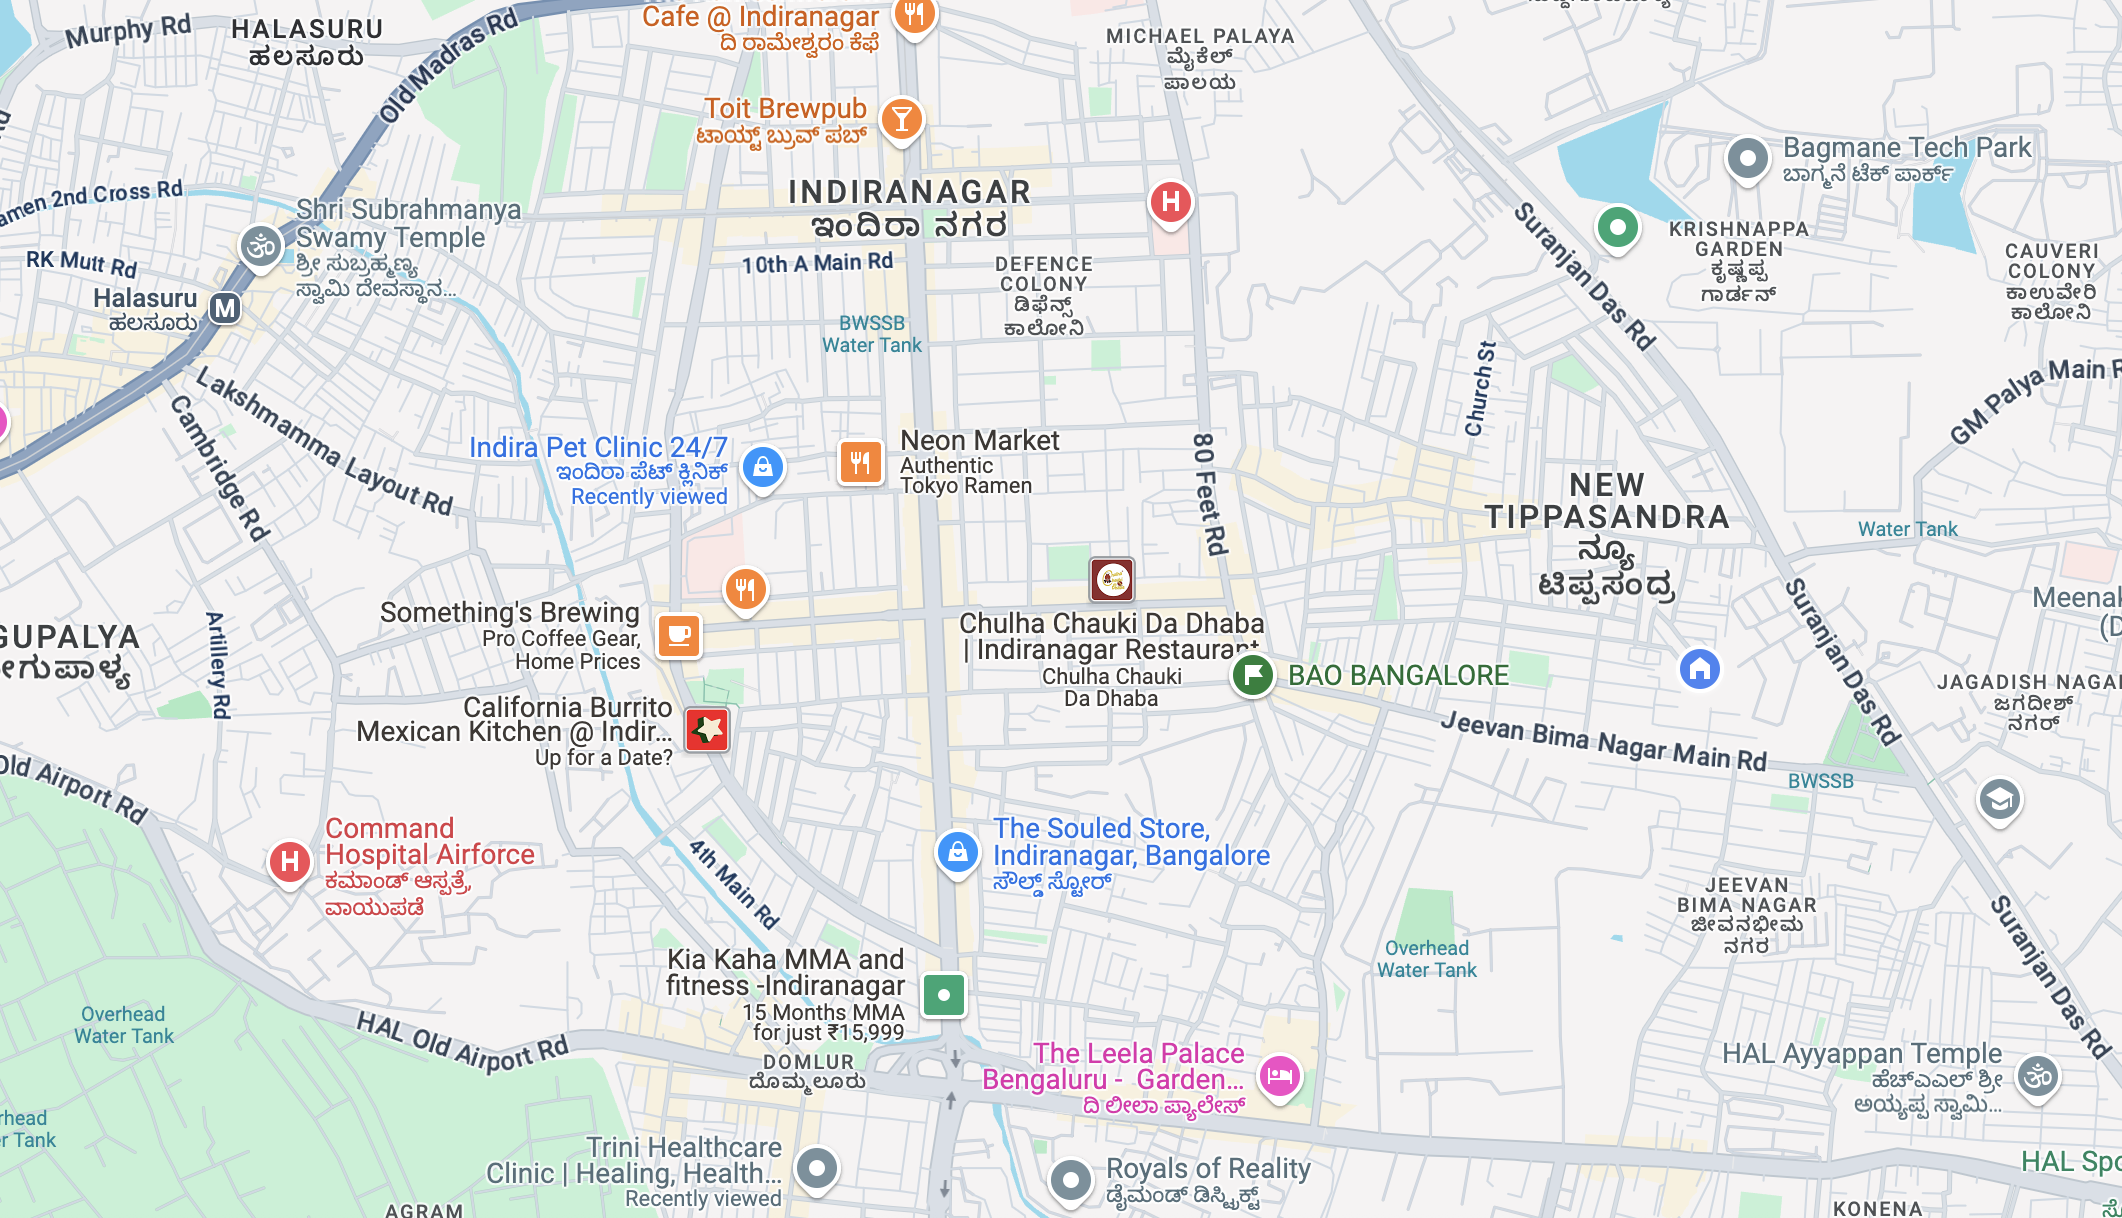 Murphy Rd
HALASURU
ಹಲಸೂರು
Old Madras Rd
Cafe @ Indiranagar
ದಿ ರಾಮೇಶ್ವರಂ ಕೆಫೆ
MICHAEL PALAYA
ಮೈಕೆಲ್
ಪಾಲಯ
Toit Brewpub
ಟಾಯ್ಟ್ ಬ್ರುವ್ ಪಬ್
Bagmane Tech Park
ಬಾಗ್ಮನೆ ಟೆಕ್ ಪಾರ್ಕ್
2nd Cross Rd
Shri Subrahmanya
Swamy Temple
ಶ್ರೀ ಸುಬ್ರಹ್ಮಣ್ಯ
ಸ್ವಾಮಿ ದೇವಸ್ಥಾನ...
INDIRANAGAR
ಇಂದಿರಾ ನಗರ
H
Suranjan Das Rd
KRISHNAPPA
GARDEN
ಕೃಷ್ಣಪ್ಪ
ಗಾರ್ಡನ್
CAUVERI
COLONY
ಕಾಉವೇರಿ
ಕಾಲೋನಿ
RK Mutt Rd
10th A Main Rd
DEFENCE
COLONY
ಡಿಫೆನ್ಸ್
ಕಾಲೋನಿ
Halasuru
ಹಲಸೂರು
M
BWSSB
Water Tank
Church St
GM Palya Main R
Lakshmamma Layout Rd
Cambridge Rd
Indira Pet Clinic 24/7
ಇಂದಿರಾ ಪೆಟ್ ಕ್ಲಿನಿಕ್
Recently viewed
Neon Market
Authentic
Tokyo Ramen
80 Feet Rd
NEW
TIPPASANDRA
ನ್ಯೂ
ಟಿಪ್ಪಸಂದ್ರ
Water Tank
Something's Brewing
Pro Coffee Gear,
Home Prices
Chulha Chauki Da Dhaba
| Indiranagar Restaurant
Chulha Chauki
Da Dhaba
Suranjan Das Rd
Meenak
(D
GUPALYA
ೇಗುಪಾಳ್ಯ
Artillery Rd
BAO BANGALORE
JAGADISH NAGAR
ಜಗದೀಶ್
ನಗರ್
California Burrito
Mexican Kitchen @ Indir...
Up for a Date?
Jeevan Bima Nagar Main Rd
BWSSB
Old Airport Rd
Command
Hospital Airforce
ಕಮಾಂಡ್ ಆಸ್ಪತ್ರೆ,
ವಾಯುಪಡೆ
H
4th Main Rd
The Souled Store,
Indiranagar, Bangalore
ಸೌಲ್ಡ್ ಸ್ಟೋರ್
JEEVAN
BIMA NAGAR
ಜೀವನಭೀಮ
ನಗರ
Suranjan Das Rd
Overhead
Water Tank
Kia Kaha MMA and
fitness -Indiranagar
15 Months MMA
for just ₹15,999
Overhead
Water Tank
HAL Old Airport Rd
DOMLUR
ದೊಮ್ಮಲೂರು
The Leela Palace
Bengaluru - Garden...
ದಿ ಲೀಲಾ ಪ್ಯಾಲೇಸ್
HAL Ayyappan Temple
ಹೆಚ್ಎಎಲ್ ಶ್ರೀ
ಅಯ್ಯಪ್ಪ ಸ್ವಾಮಿ...
rhead
er Tank
Trini Healthcare
Clinic | Healing, Health...
Recently viewed
Royals of Reality
ಡೈಮಂಡ್ ಡಿಸ್ಟ್ರಿಕ್ಟ್
HAL Spo
AGRAM
KONENA